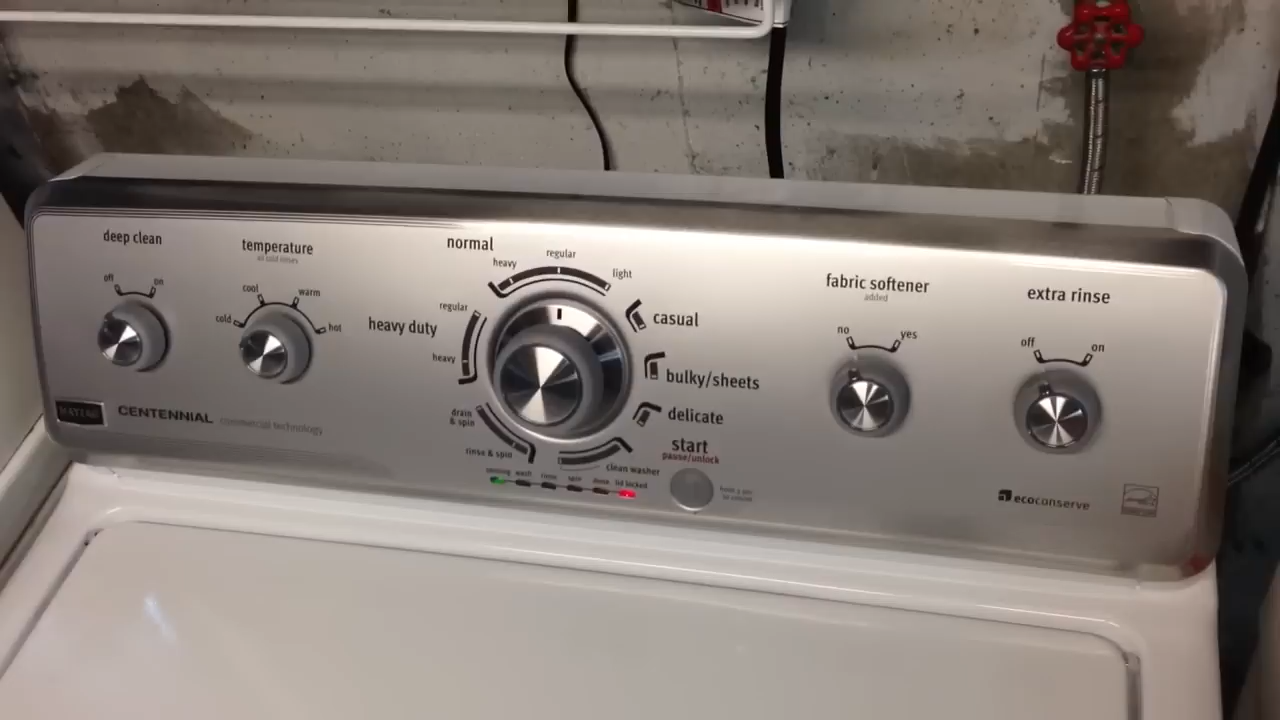 deep clean
off
on
temperature
all cold rinses
cold
cool
warm
hot
normal
heavy
regular
light
heavy duty
regular
heavy
casual
bulky/sheets
delicate
drain
& spin
rinse & spin
clean washer
sensing
wash
rinse
spin
done
lid locked
start
pause/unlock
fabric softener
added
no
yes
extra rinse
off
on
MAYTAG
CENTENNIAL commercial technology
ecoconserve